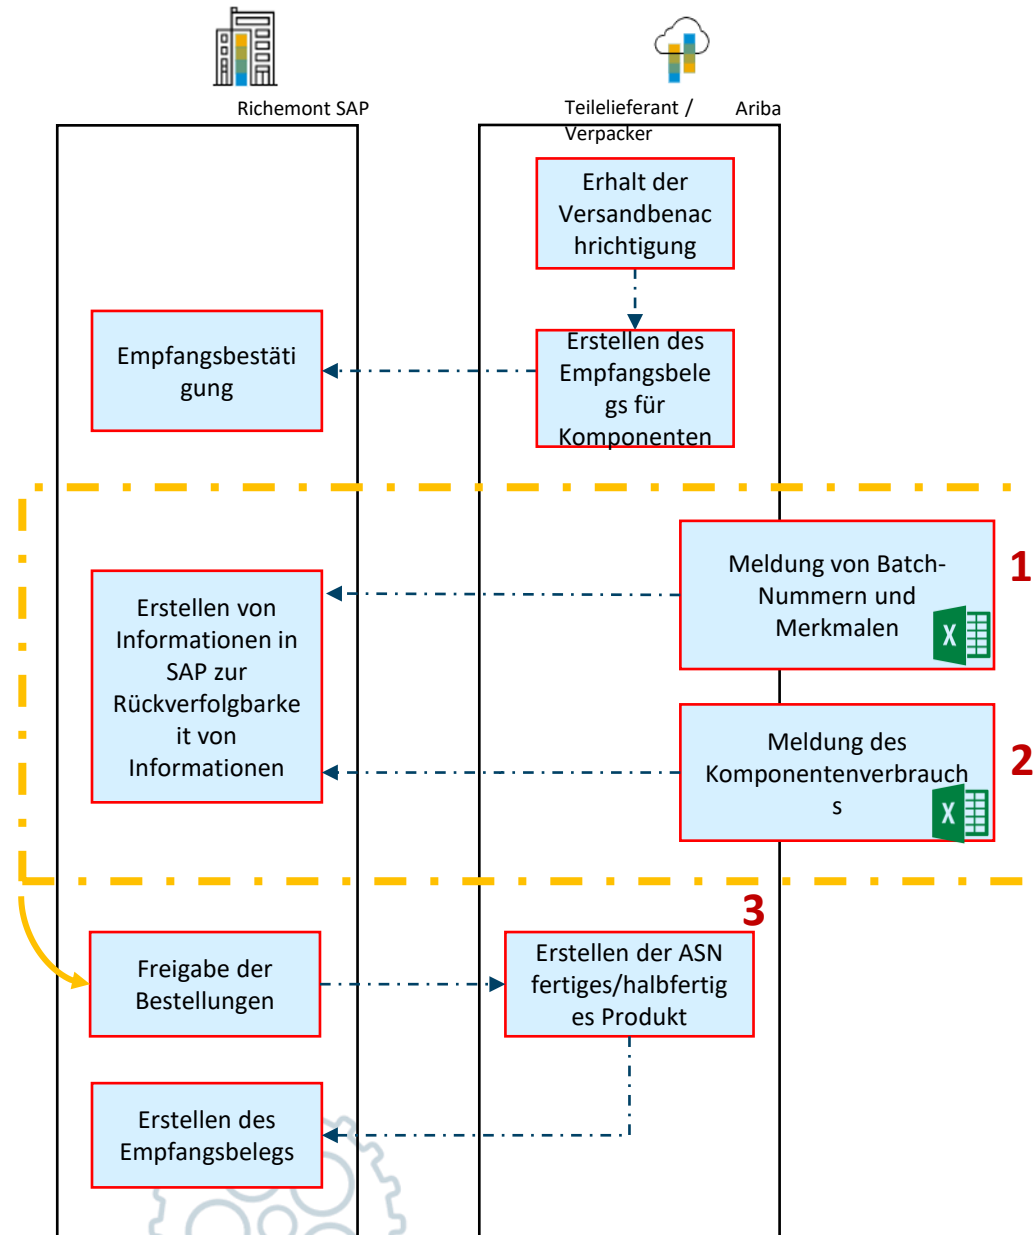 Richemont SAP
Teilelieferant /
Verpacker
Ariba
Erhalt der
Versandbenac
hrichtigung
Empfangsbestäti
gung
Erstellen des
Empfangsbele
gs für
Komponenten
Erstellen von
Informationen in
SAP zur
Rückverfolgbarke
it von
Informationen
Meldung von Batch-
Nummern und
Merkmalen
X
1
Meldung des
Komponentenverbrauch
s
X
2
3
Freigabe der
Bestellungen
Erstellen der ASN
fertiges/halbfertig
es Produkt
Erstellen des
Empfangsbelegs